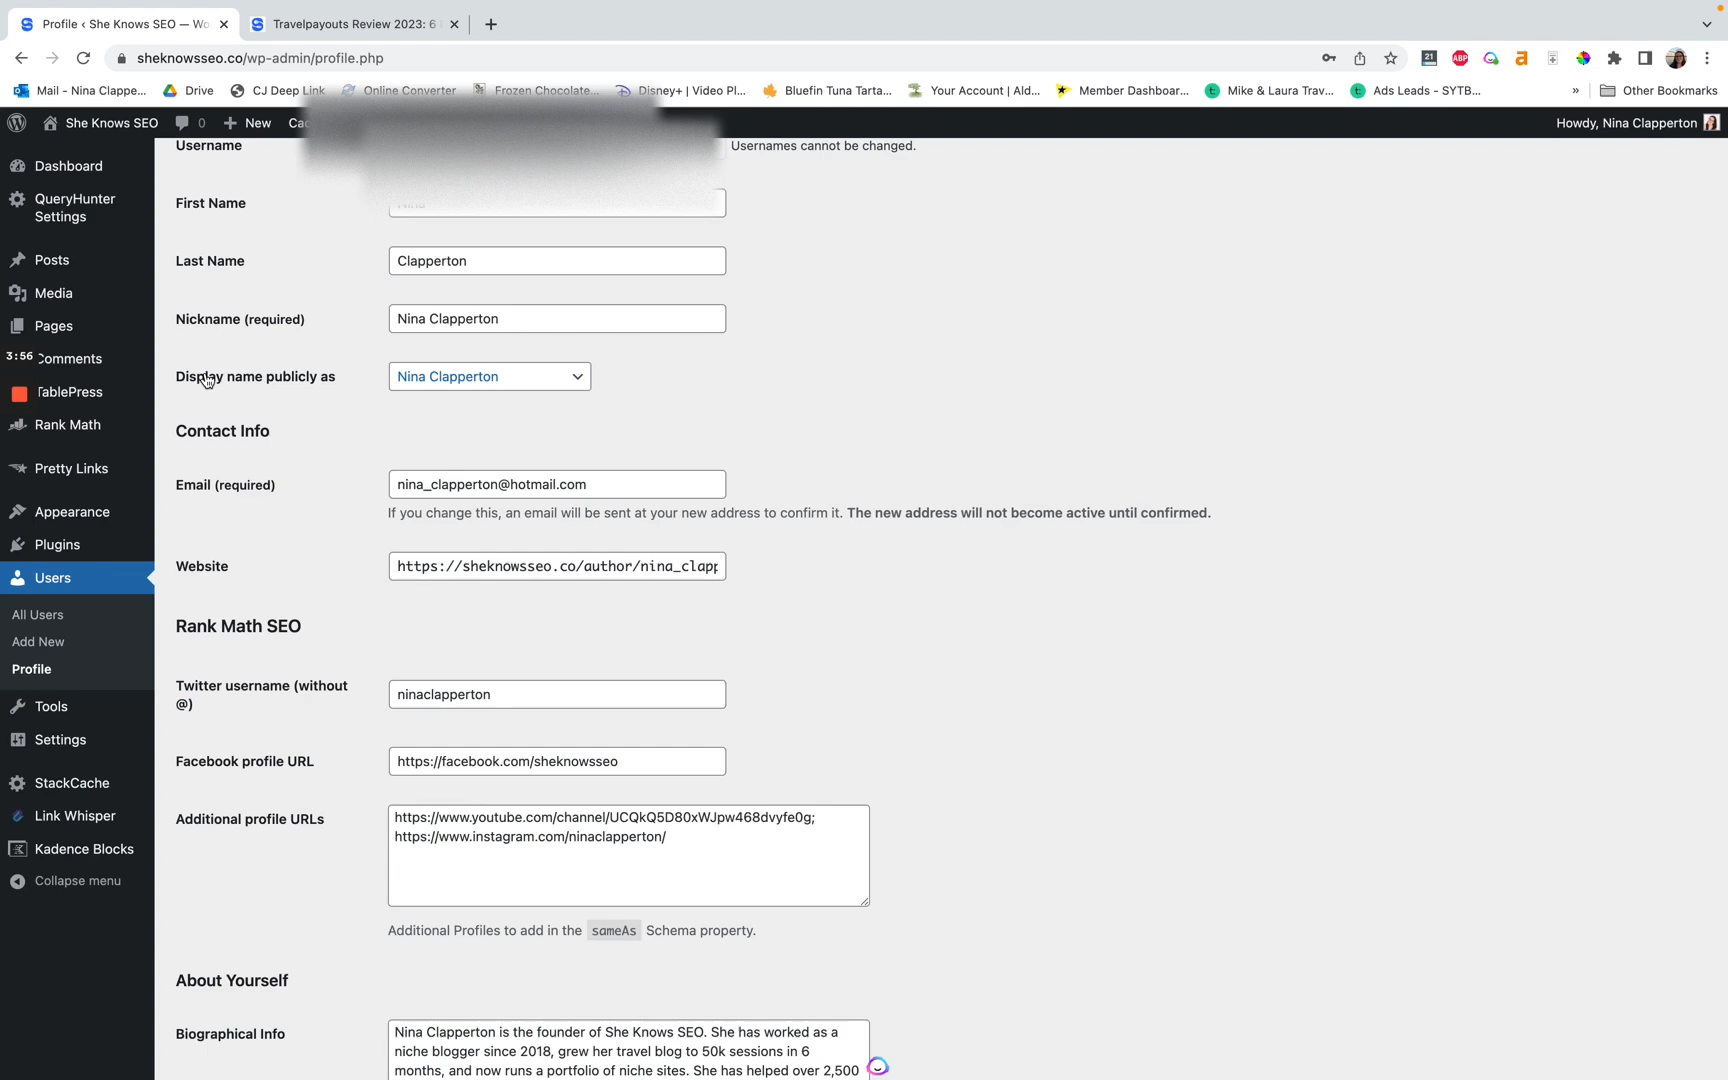 Profile ‹ She Knows SEO — Wo
Travelpayouts Review 2023: 6
sheknowsseo.co/wp-admin/profile.php
21
ABP
Mail - Nina Clappe...
Drive
CJ Deep Link
Online Converter
Frozen Chocolate...
Disney+ | Video Pl...
Bluefin Tuna Tarta...
Your Account | Ald...
Member Dashboar...
Mike & Laura Trav...
Ads Leads - SYTB...
»
Other Bookmarks
She Knows SEO
0
New
Howdy, Nina Clapperton
Dashboard
QueryHunter
Settings
Posts
Media
Pages
3:56
Comments
TablePress
Rank Math
Pretty Links
Appearance
Plugins
Users
All Users
Add New
Profile
Tools
Settings
StackCache
Link Whisper
Kadence Blocks
Collapse menu
Username
Usernames cannot be changed.
First Name
Nina
Last Name
Clapperton
Nickname (required)
Nina Clapperton
Display name publicly as
Nina Clapperton
Contact Info
Email (required)
nina_clapperton@hotmail.com
If you change this, an email will be sent at your new address to confirm it. The new address will not become active until confirmed.
Website
https://sheknowsseo.co/author/nina_clapp
Rank Math SEO
Twitter username (without
@)
ninaclapperton
Facebook profile URL
https://facebook.com/sheknowsseo
Additional profile URLs
https://www.youtube.com/channel/UCQkQ5D80xWJpw468dvyfe0g;
https://www.instagram.com/ninaclapperton/
Additional Profiles to add in the sameAs Schema property.
About Yourself
Biographical Info
Nina Clapperton is the founder of She Knows SEO. She has worked as a
niche blogger since 2018, grew her travel blog to 50k sessions in 6
months, and now runs a portfolio of niche sites. She has helped over 2,500